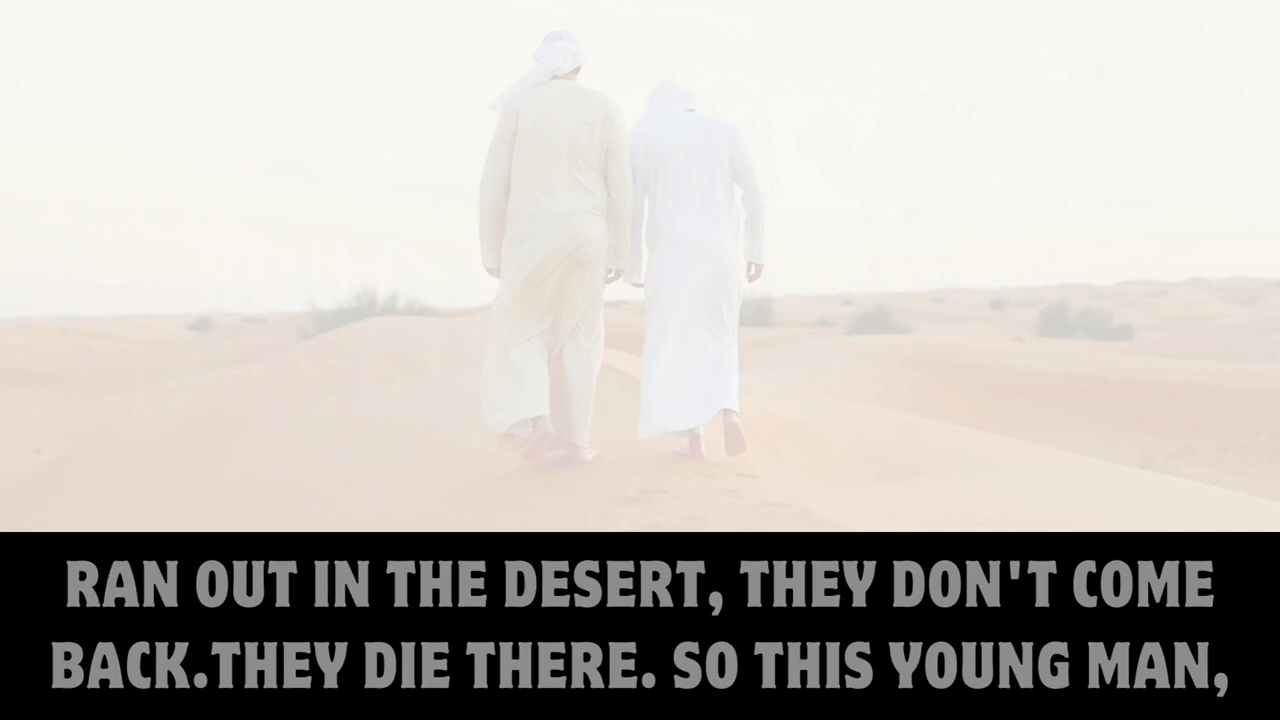 RAN OUT IN THE DESERT, THEY DON'T COME
BACK.THEY DIE THERE. SO THIS YOUNG MAN,